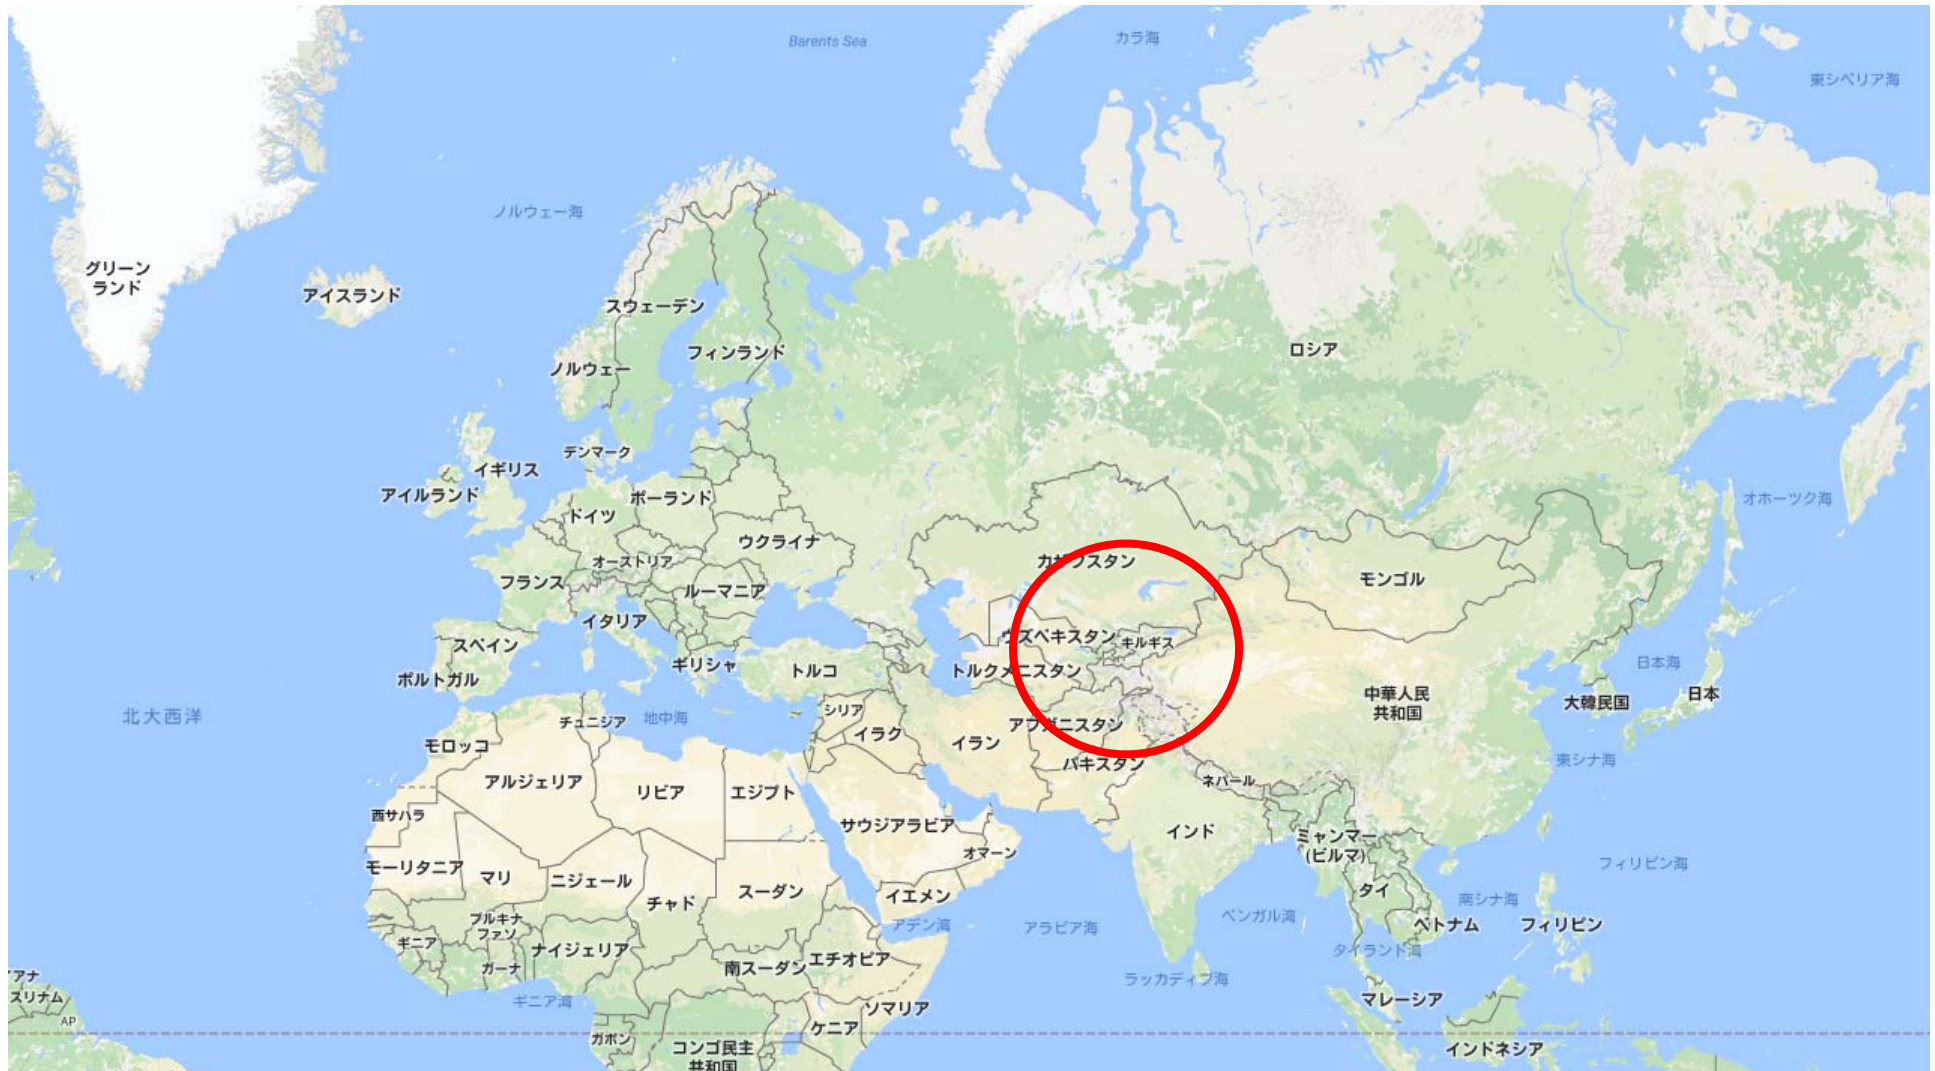 Barents Sea
カラ海
東シベリア海
ノルウェー海
グリーン
ランド
アイスランド
スウェーデン
フィンランド
ノルウェー
ロシア
デンマーク
イギリス
アイルランド
ポーランド
オホーツク海
ドイツ
ウクライナ
オーストリア
カザフスタン
フランス
モンゴル
ルーマニア
イタリア
ウズベキスタン
キルギス
スペイン
ギリシャ
トルコ
トルクメニスタン
日本海
ポルトガル
中華人民
共和国
大韓民国
日本
北大西洋
チュニジア
地中海
シリア
イラク
イラン
アフガニスタン
モロッコ
パキスタン
東シナ海
アルジェリア
リビア
エジプト
ネパール
西サハラ
サウジアラビア
インド
ミャンマー
(ビルマ)
オマーン
フィリピン海
モーリタニア
マリ
ニジェール
チャド
スーダン
イエメン
タイ
南シナ海
ブルキナ
ファソ
アデン湾
アラビア海
ベンガル湾
ベトナム
フィリピン
ギニア
ナイジェリア
ガーナ
南スーダン
エチオピア
タイランド湾
ラッカディブ海
アナ
スリナム
ギニア湾
ソマリア
マレーシア
AP
ケニア
ガボン
コンゴ民主
共和国
インドネシア